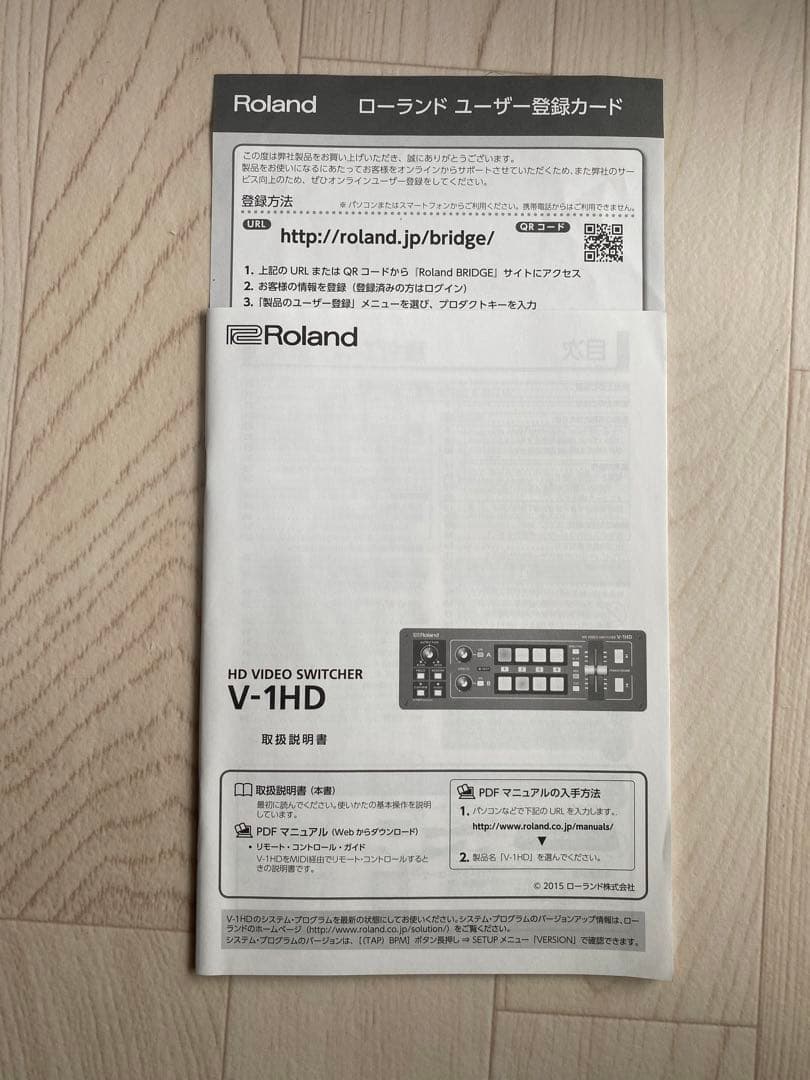 Roland ローランド ユーザー登録カード
この度は弊社製品をお買い上げいただき、誠にありがとうございます。
製品をお使いになるにあたってお客様をオンラインからサポートさせていただくため、また弊社のサー
ビス向上のため、ぜひオンラインユーザー登録をしてください。
登録方法
※ パソコンまたはスマートフォンからご利用ください。携帯電話からはご利用できません。
URL
http://roland.jp/bridge/
QRコード
1. 上記の URL または QR コードから「Roland BRIDGE」サイトにアクセス
2. お客様の情報を登録（登録済みの方はログイン）
3. 「製品のユーザー登録」メニューを選び、プロダクトキーを入力
Roland
目次
Roland
HD VIDEO SWITCHER V-1HD
HD VIDEO SWITCHER
V-1HD
取扱説明書
取扱説明書（本書）
最初に読んでください。使いかたの基本操作を説明
しています。
PDF マニュアル（Web からダウンロード）
• リモート・コントロール・ガイド
V-1HDをMIDI経由でリモート・コントロールすると
きの説明書です。
PDF マニュアルの入手方法
1. パソコンなどで下記の URL を入力します。
http://www.roland.co.jp/manuals/
▼
2. 製品名「V-1HD」を選んでください。
© 2015 ローランド株式会社
V-1HDのシステム・プログラムを最新の状態にしてお使いください。システム・プログラムのバージョンアップ情報は、ロー
ランドのホームページ（http://www.roland.co.jp/solution/）をご覧ください。
システム・プログラムのバージョンは、[(TAP) BPM] ボタン長押し ⇒ SETUP メニュー「VERSION」で確認できます。